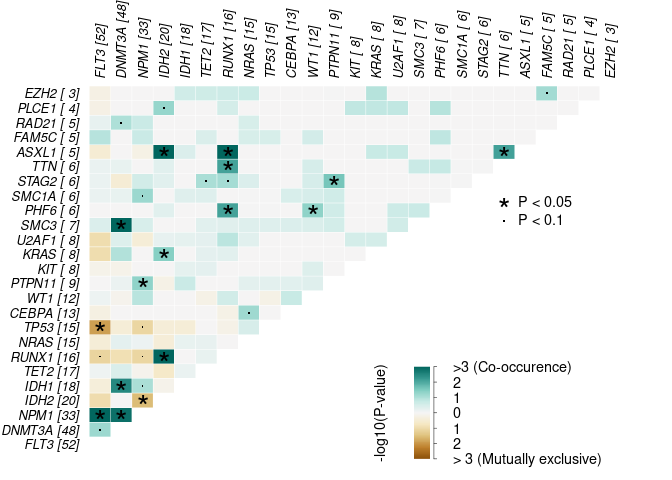 FLT3 [52]
DNMT3A [48]
NPM1 [33]
IDH2 [20]
IDH1 [18]
TET2 [17]
RUNX1 [16]
NRAS [15]
TP53 [15]
CEBPA [13]
WT1 [12]
PTPN11 [ 9]
KIT [ 8]
KRAS [ 8]
U2AF1 [ 8]
SMC3 [ 7]
PHF6 [ 6]
SMC1A [ 6]
STAG2 [ 6]
TTN [ 6]
ASXL1 [ 5]
FAM5C [ 5]
RAD21 [ 5]
PLCE1 [ 4]
EZH2 [ 3]
EZH2 [ 3]
PLCE1 [ 4]
RAD21 [ 5]
FAM5C [ 5]
ASXL1 [ 5]
TTN [ 6]
STAG2 [ 6]
SMC1A [ 6]
PHF6 [ 6]
SMC3 [ 7]
U2AF1 [ 8]
KRAS [ 8]
KIT [ 8]
PTPN11 [ 9]
WT1 [12]
CEBPA [13]
TP53 [15]
NRAS [15]
RUNX1 [16]
TET2 [17]
IDH1 [18]
IDH2 [20]
NPM1 [33]
DNMT3A [48]
FLT3 [52]
* P < 0.05
· P < 0.1
-log10(P-value)
>3 (Co-occurence)
2
1
0
1
2
> 3 (Mutually exclusive)